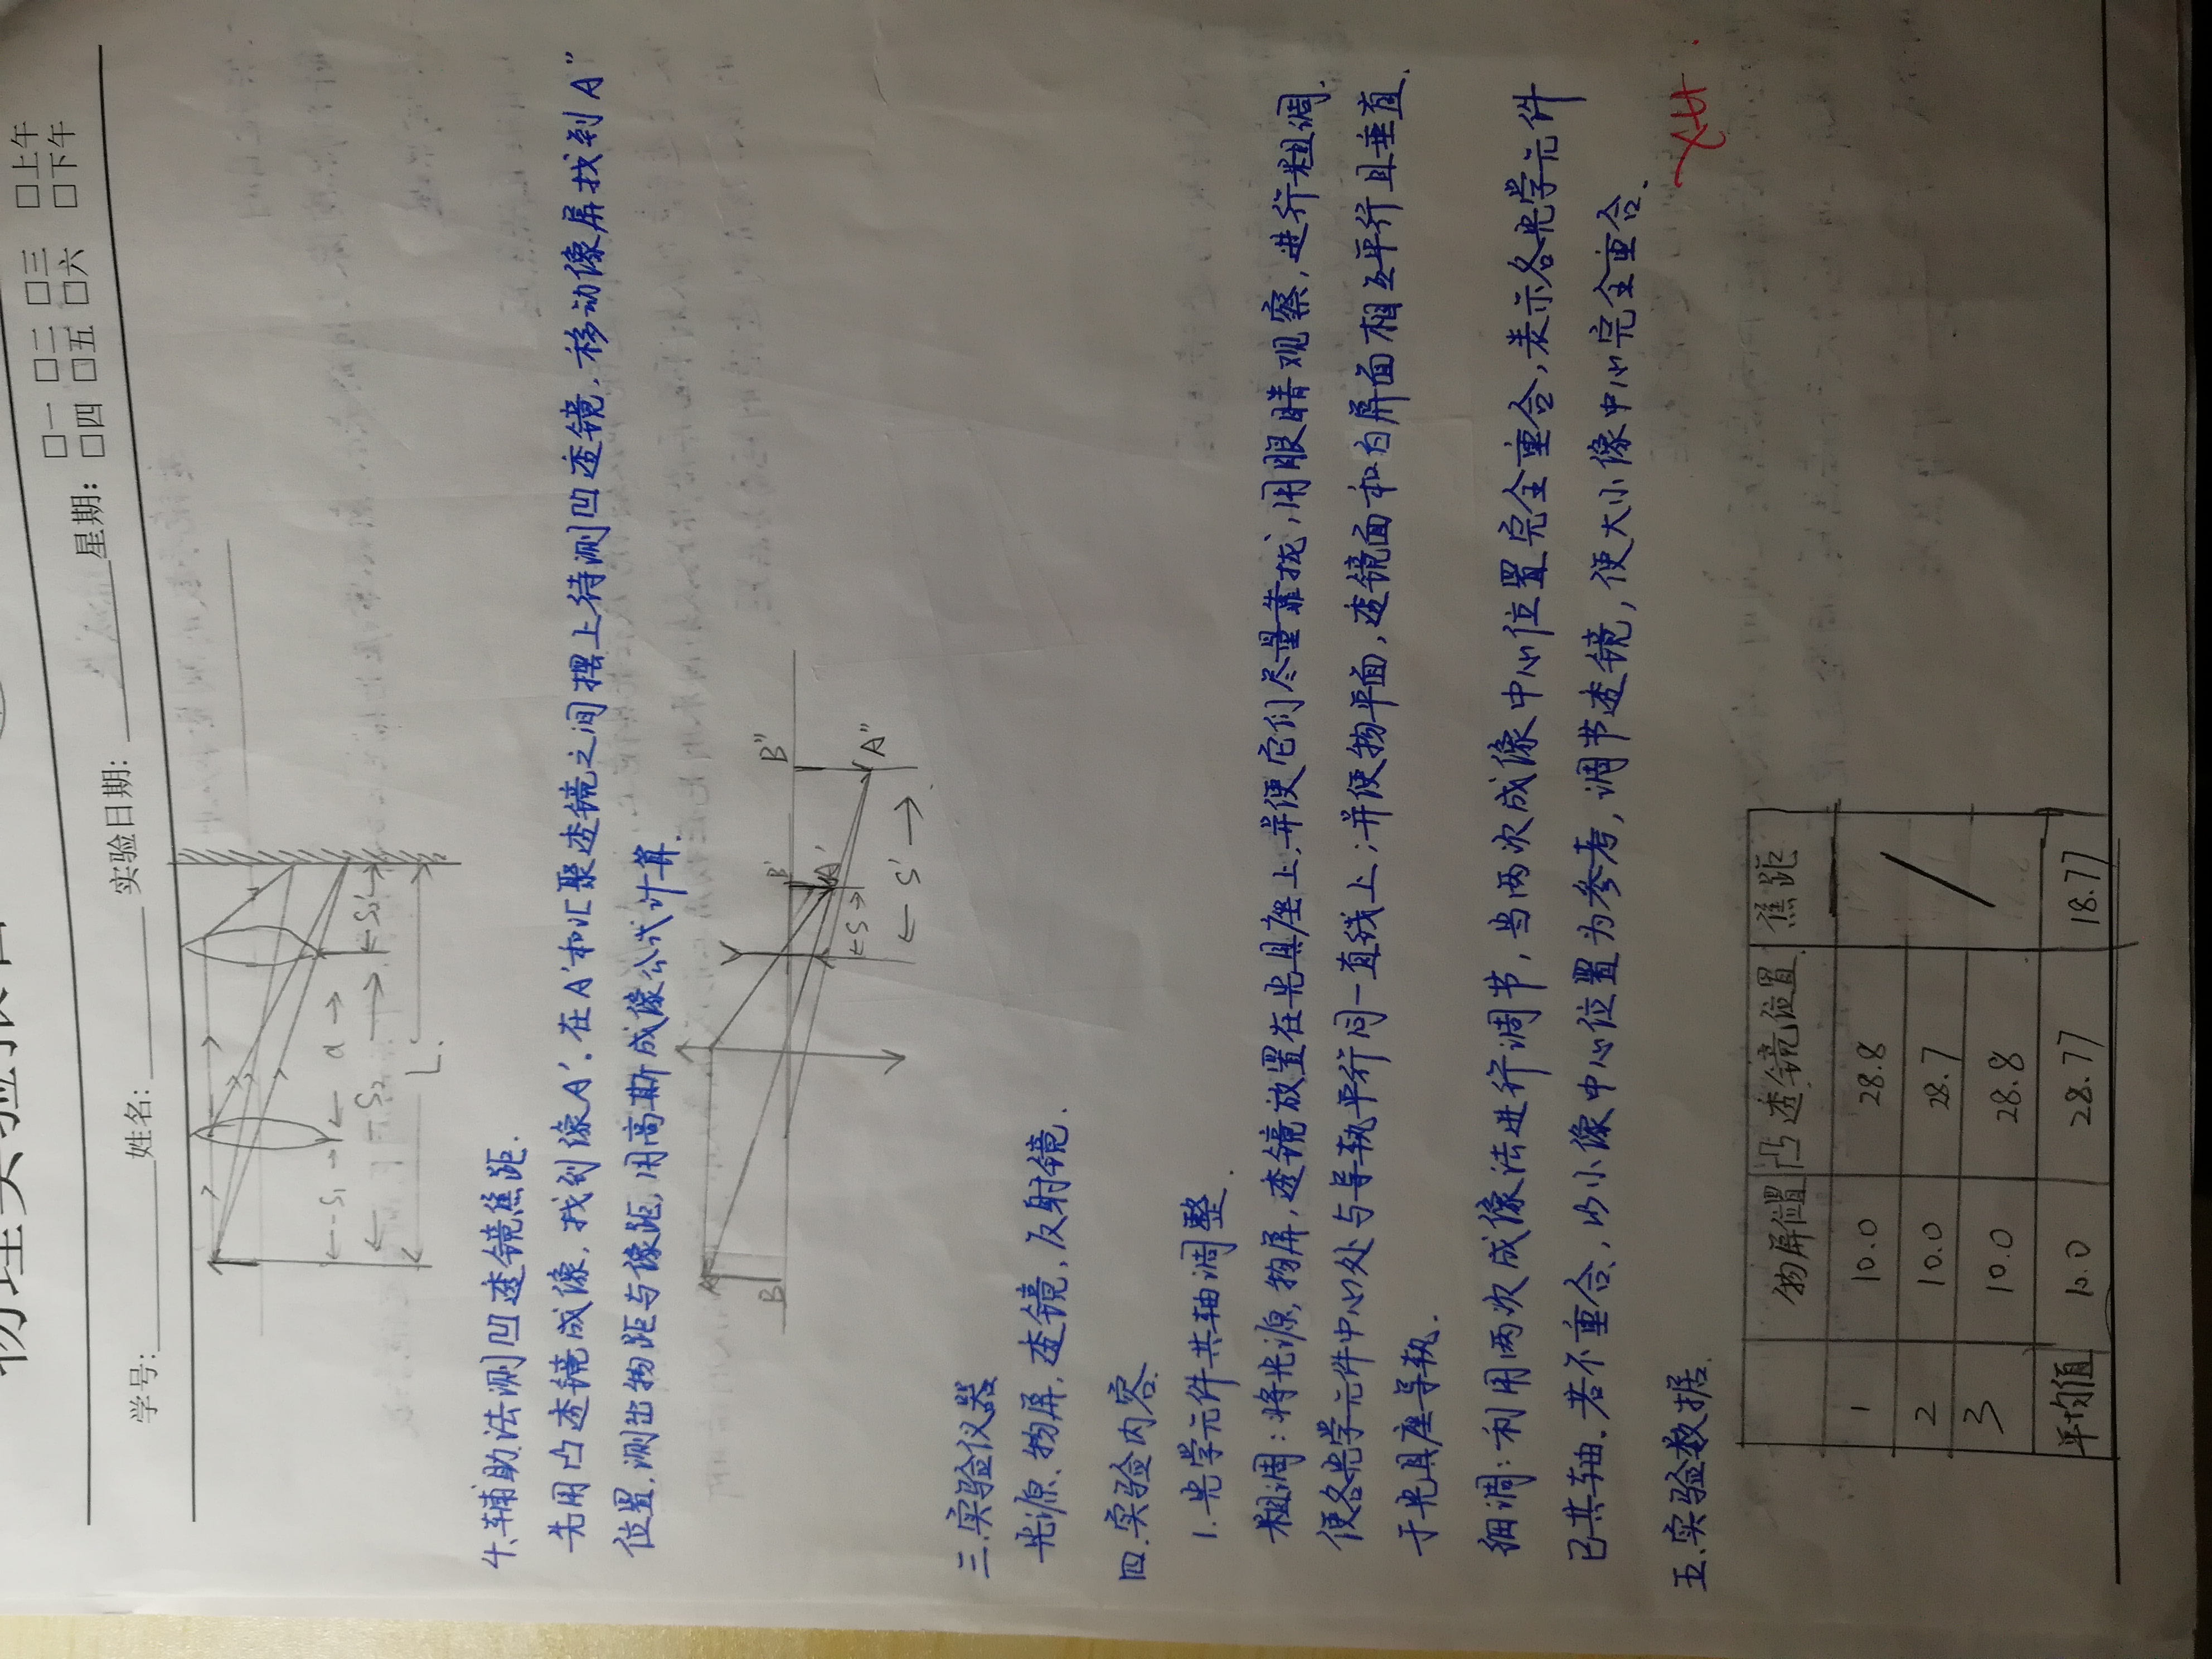 物理实验报告
星期: □一 □二 □三 □上午
□四 □五 □六 □下午
学号: 姓名: 实验日期:
-S₁ d
-S₂ S₂'
L.
4.辅助法测凹透镜焦距.
先用凸透镜成像,找到像A'.在A'和汇聚透镜之间摆上待测凹透镜,移动像屏找到A"
位置,测出物距与像距,用高斯成像公式计算.
A
B B' B"
A'
S A"
S'
三.实验仪器
光源、物屏,透镜,反射镜.
四.实验内容
1.光学元件共轴调整.
粗调:将光源,物屏,透镜放置在光具座上,并使它们尽量靠拢,用眼睛观察,进行粗调.
使各光学元件中心处与导轨平行同一直线上;并使物平面,透镜面和白屏面相互平行且垂直
于光具座导轨.
细调:利用两次成像法进行调节,当两次成像中心位置完全重合,表示各光学元件
已共轴.若不重合,以小像中心位置为参考,调节透镜,使大小像中心完全重合.
五.实验数据.
物屏位置 凸透镜位置 焦距
1 10.0 28.8
2 10.0 28.7
3 10.0 28.8
平均值 10.0 28.77 18.77